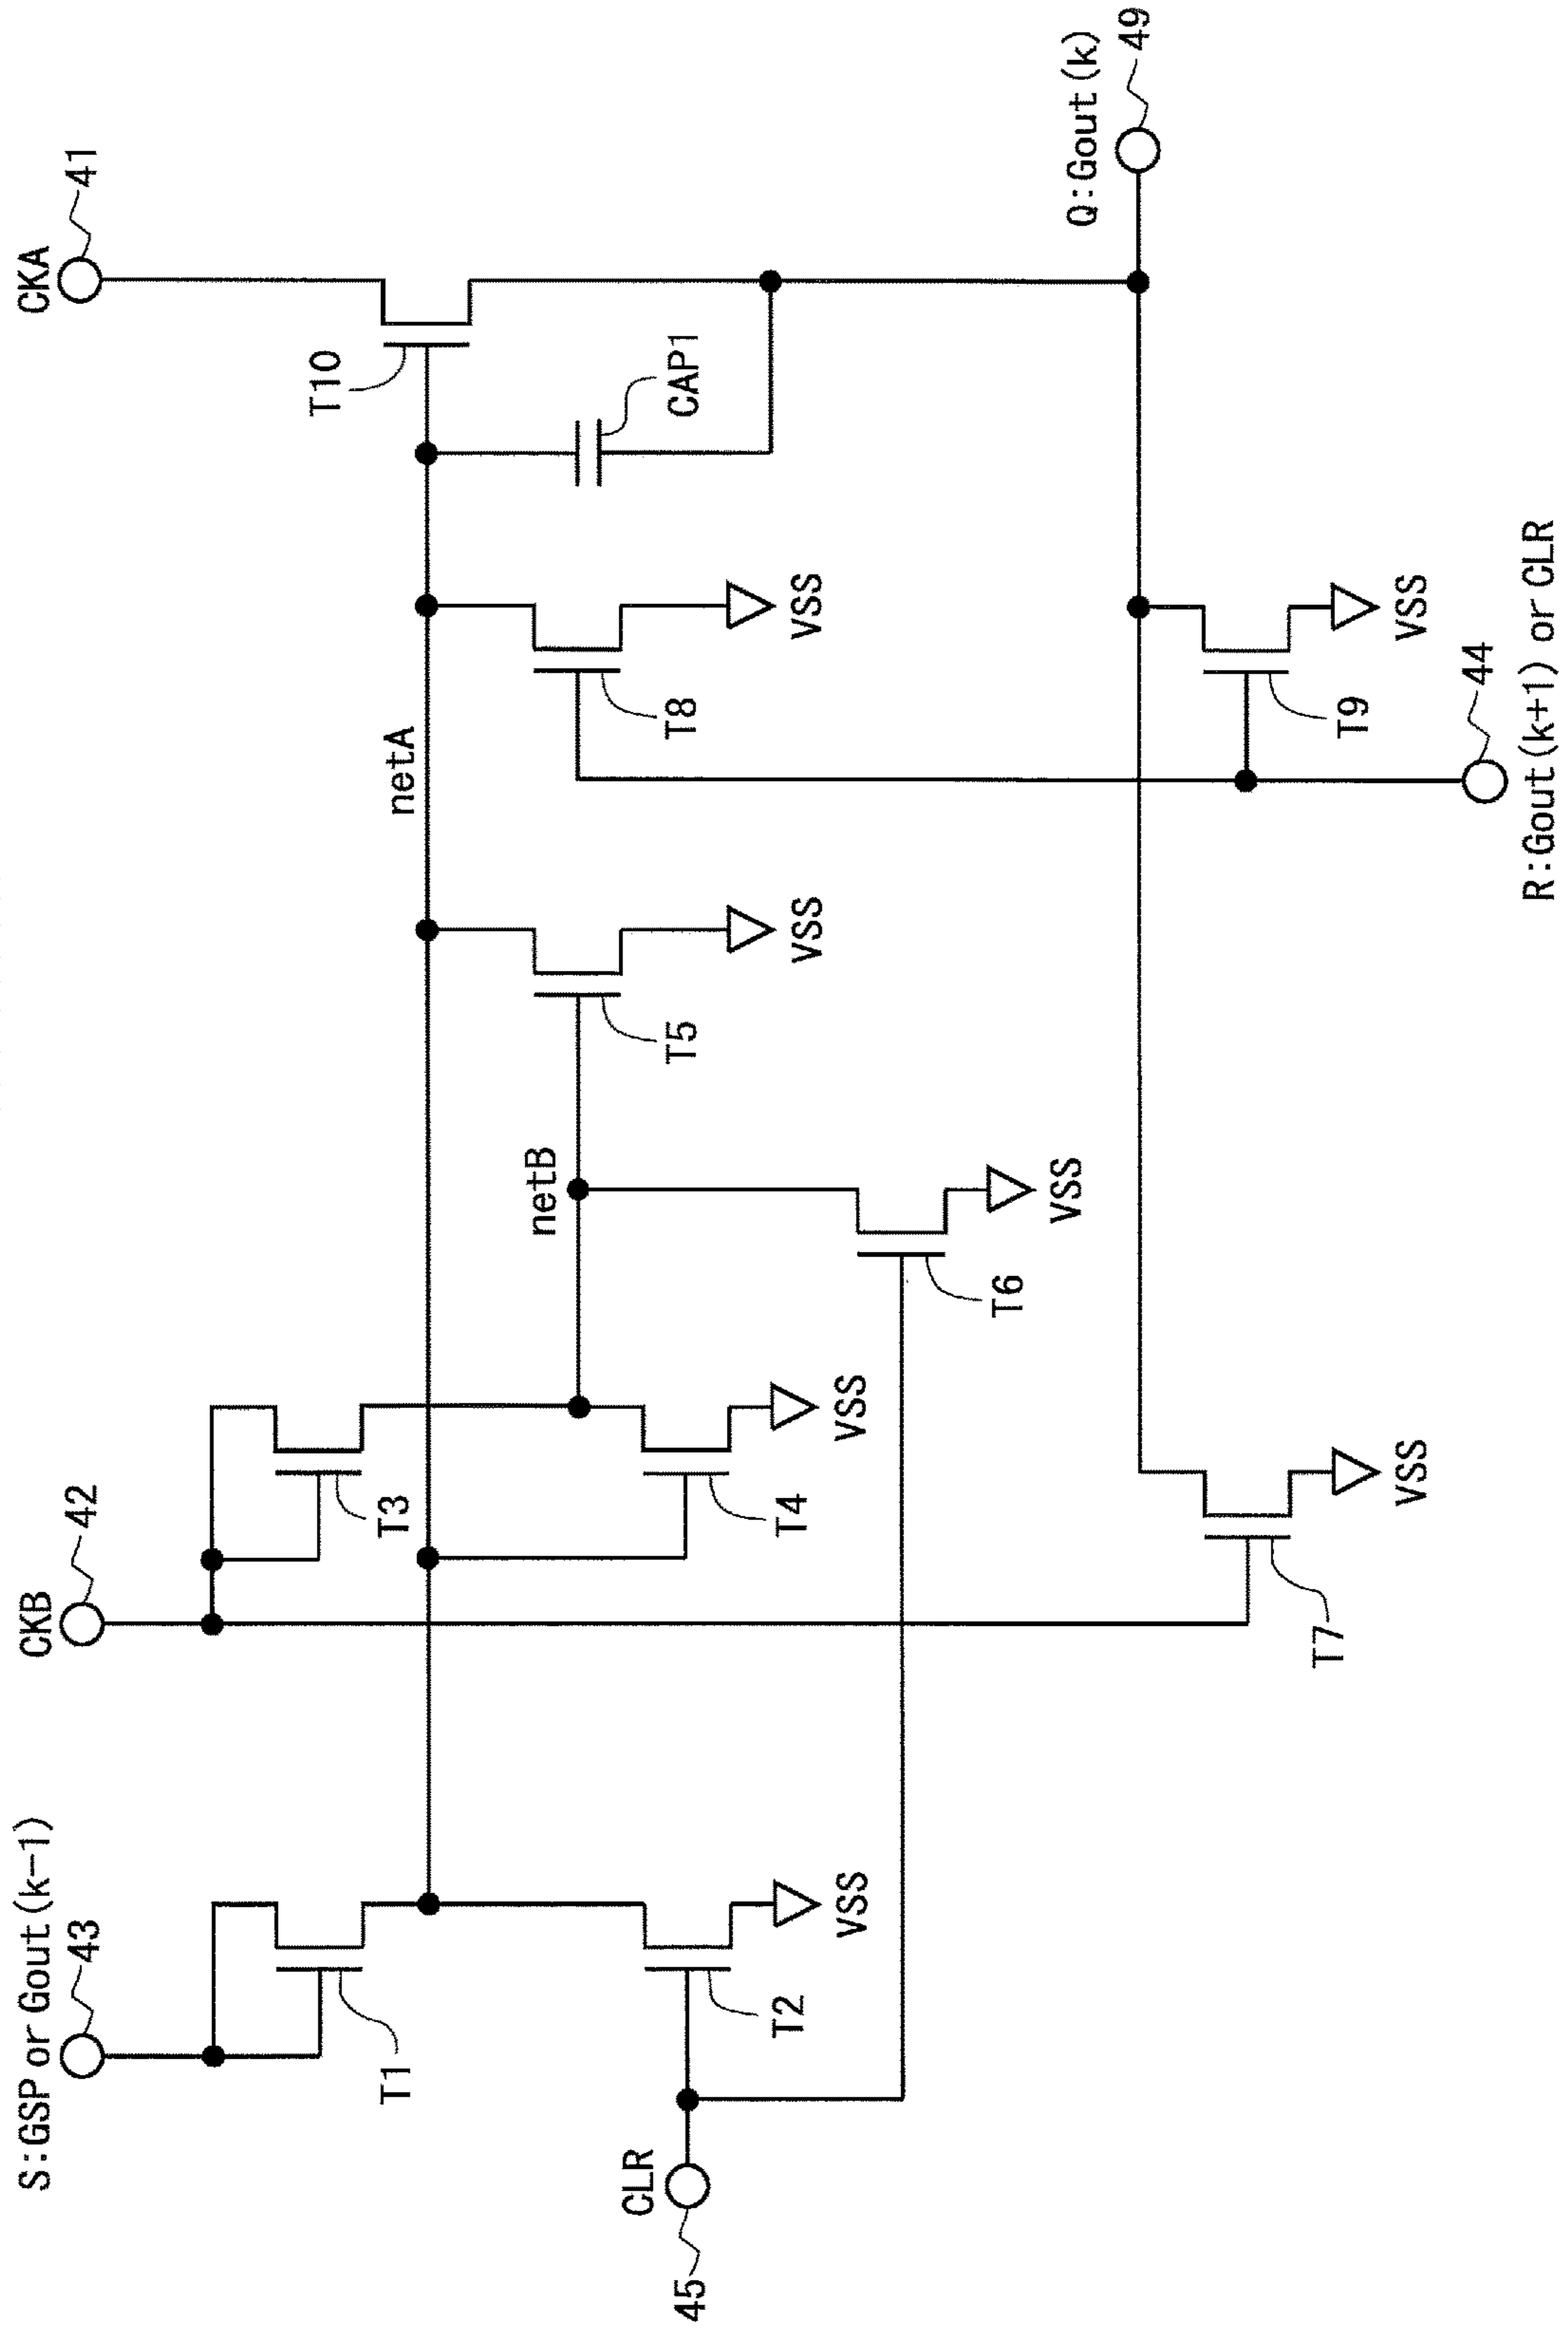 S:GSP or Gout(k-1)
43
CKB
42
CKA
41
T1
T3
T10
netA
CLR
45
T2
VSS
T4
VSS
netB
T5
VSS
T8
VSS
CAP1
T6
VSS
Q:Gout(k)
49
T7
VSS
T9
VSS
44
R:Gout(k+1) or CLR